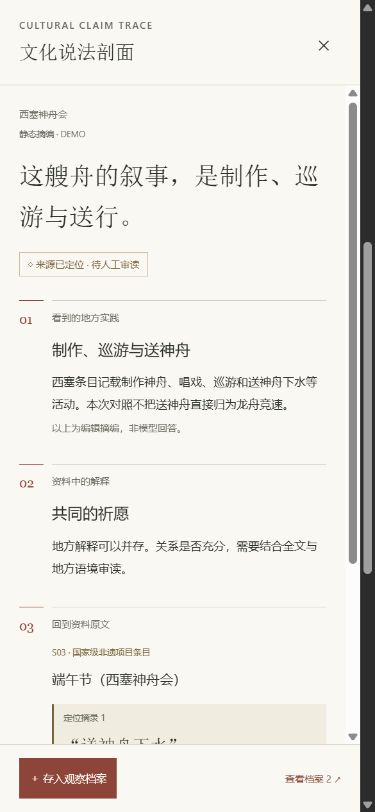 CULTURAL CLAIM TRACE
文化说法剖面
西塞神舟会
静态摘编 · DEMO
这艘舟的叙事，是制作、巡
游与送行。
◇ 来源已定位 · 待人工审读
01
看到的地方实践
制作、巡游与送神舟
西塞条目记载制作神舟、唱戏、巡游和送神舟下水等
活动。本次对照不把送神舟直接归为龙舟竞速。
以上为编辑摘编，非模型回答。
02
资料中的解释
共同的祈愿
地方解释可以并存。关系是否充分，需要结合全文与
地方语境审读。
03
回到资料原文
S03 · 国家级非遗项目条目
端午节（西塞神舟会）
定位摘录 1
“送神舟下水”
+ 存入观察档案
查看档案 2 ↗